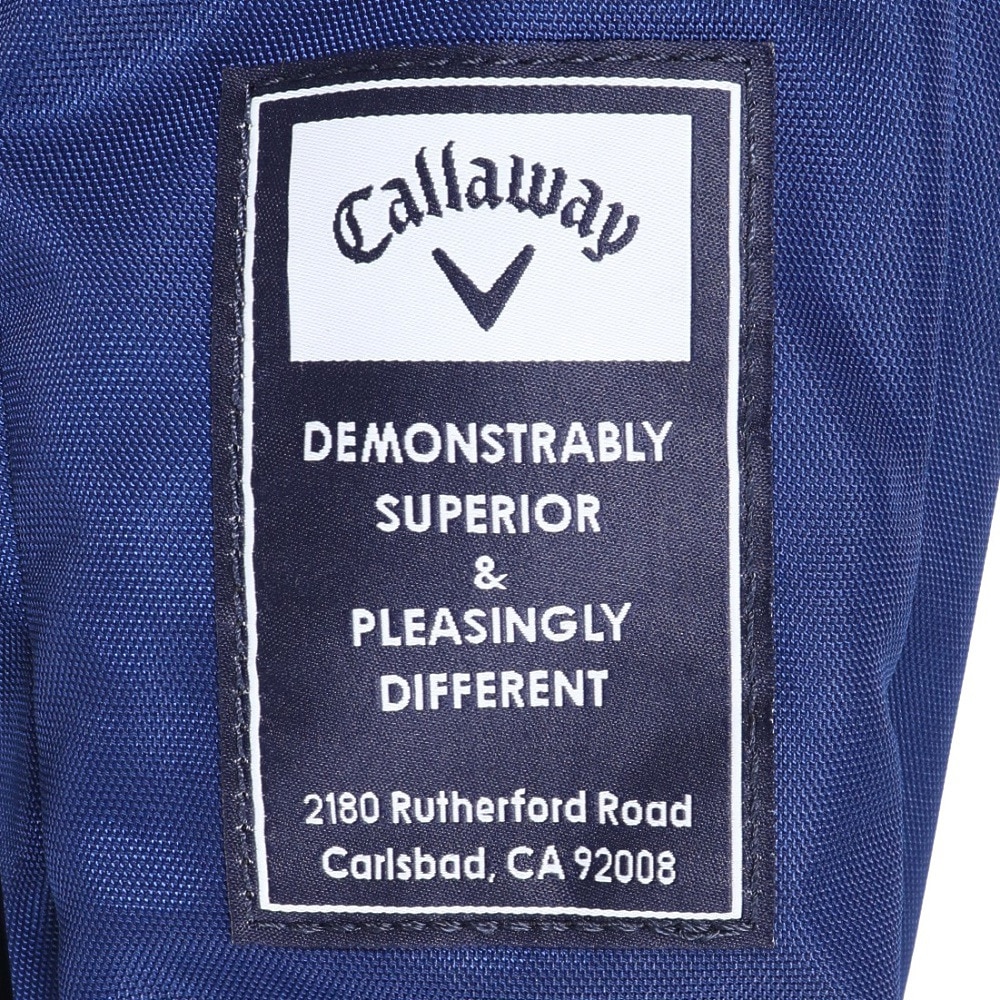 Callaway
DEMONSTRABLY
SUPERIOR
&
PLEASINGLY
DIFFERENT
2180 Rutherford Road
Carlsbad, CA 92008